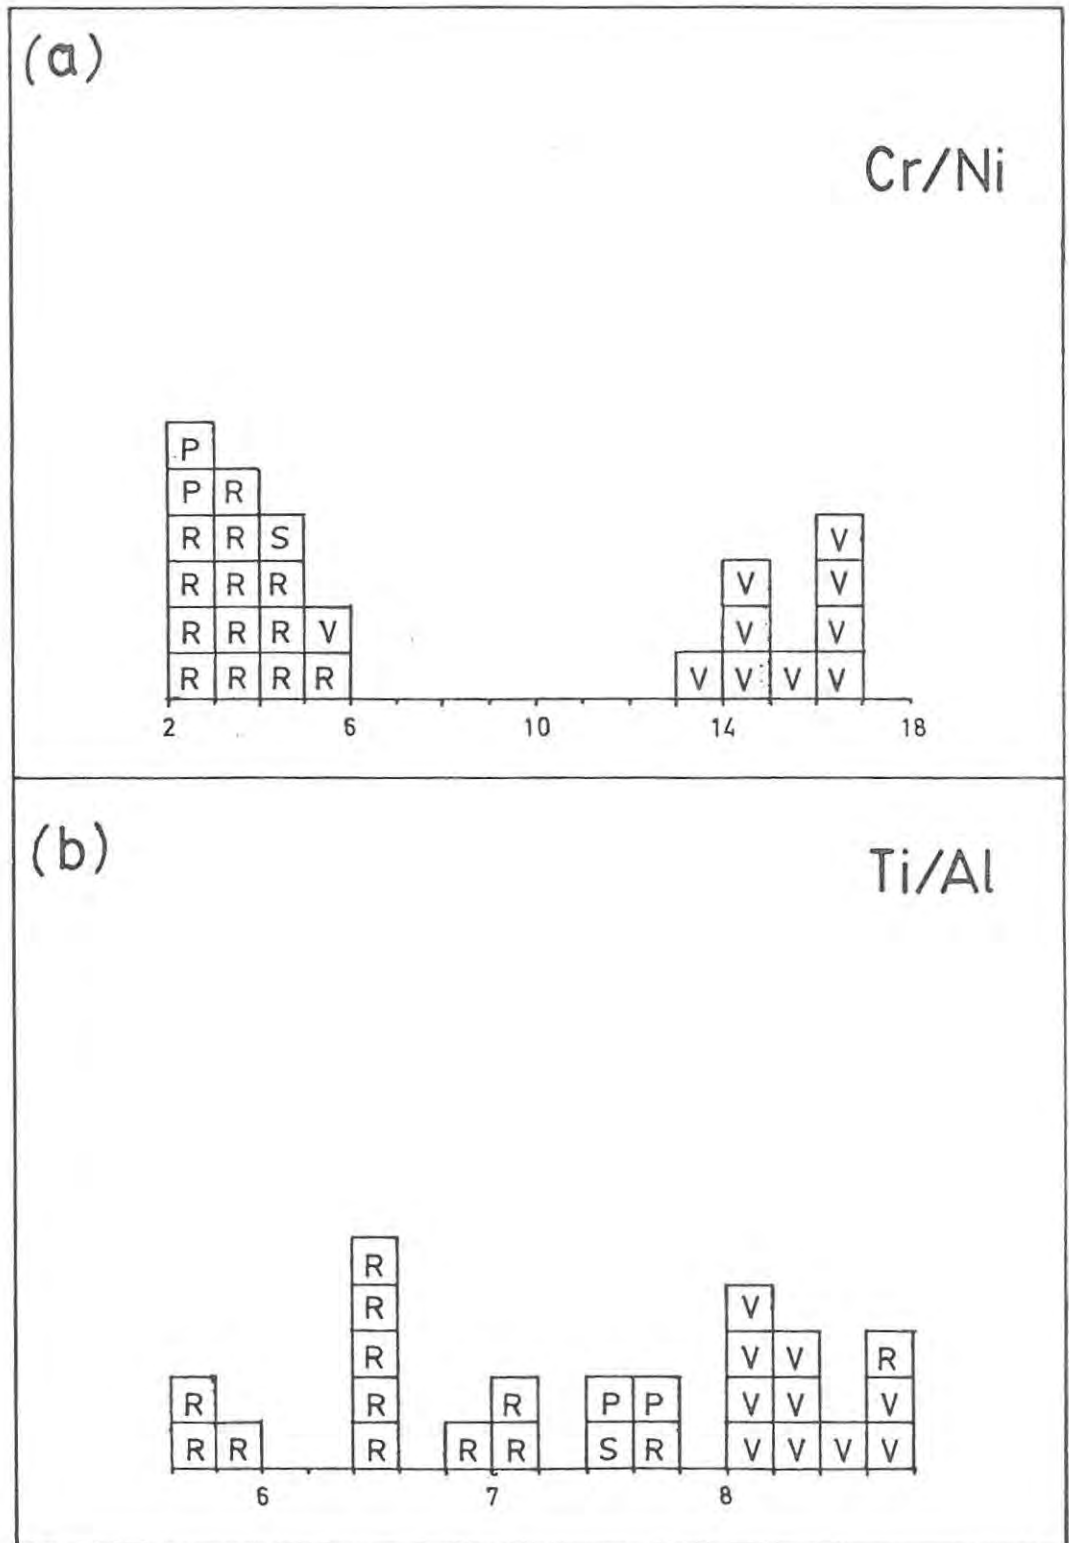 (a)
Cr/Ni
P
P R
R R S
R R R
R R R V
R R R R
V
V V
V V
V V V V
2 6 10 14 18
(b)
Ti/Al
R
R
R
R R R P P
R R R R R S R
V
V V R
V V V
V V V V
6 7 8